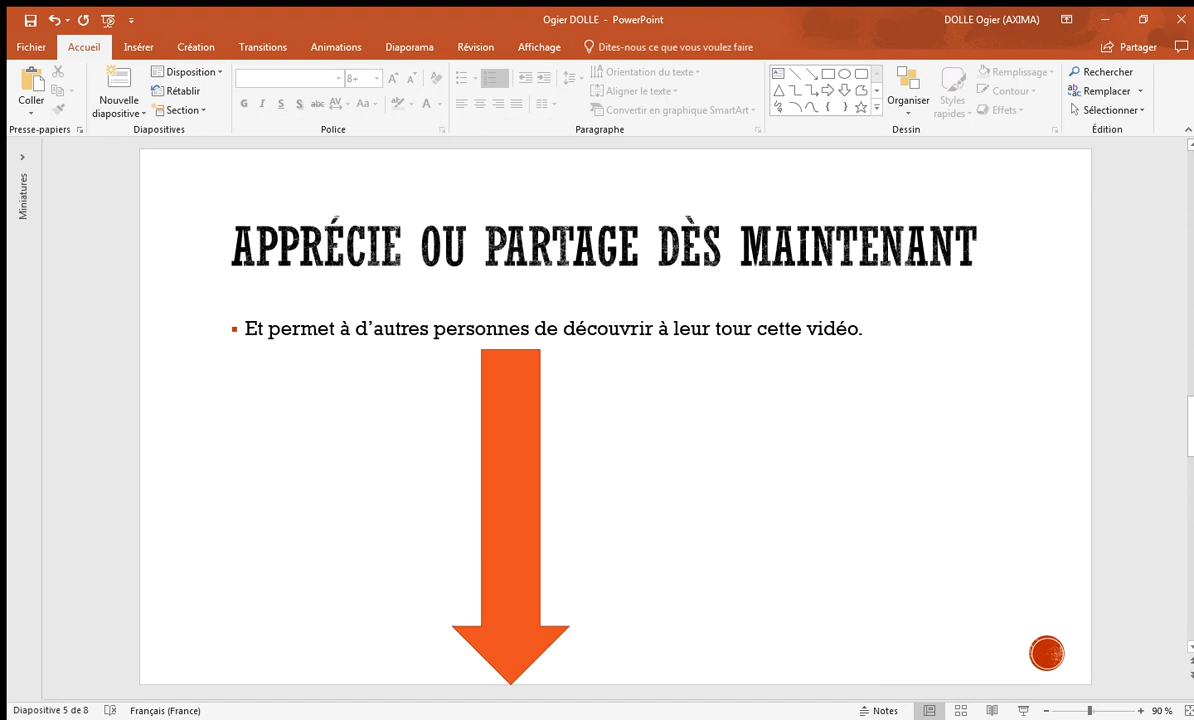 Ogier DOLLE - PowerPoint
DOLLE Ogier (AXIMA)
Fichier Accueil Insérer Création Transitions Animations Diaporama Révision Affichage Dites-nous ce que vous voulez faire Partager
Coller
Presse-papiers
Nouvelle diapositive
Disposition
Rétablir
Section
Diapositives
8+
G I S S abc AV Aa A
Police
Orientation du texte
Aligner le texte
Convertir en graphique SmartArt
Paragraphe
Organiser
Styles rapides
Remplissage
Contour
Effets
Dessin
Rechercher
Remplacer
Sélectionner
Édition
Miniatures
APPRÉCIE OU PARTAGE DÈS MAINTENANT
Et permet à d’autres personnes de découvrir à leur tour cette vidéo.
Diapositive 5 de 8 Français (France) Notes 90 %